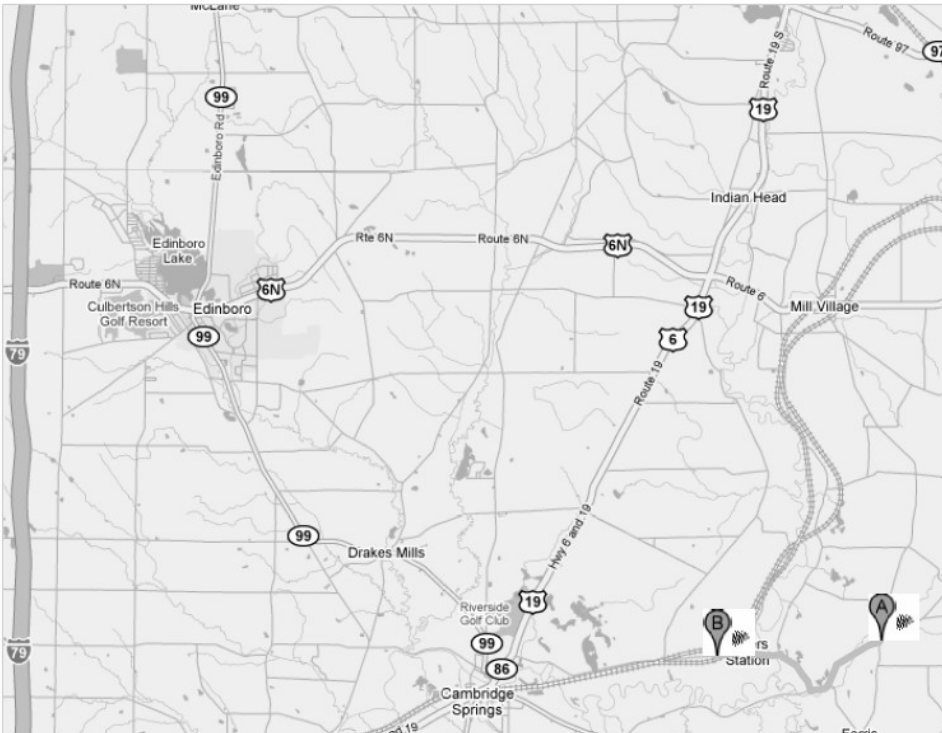 McLane
99
Edinboro Rd
Route 19 S
Route 97
97
19
Indian Head
Edinboro
Lake
Rte 6N
Route 6N
6N
Route 6N
6N
Route 6
Culbertson Hills
Golf Resort
Edinboro
19
Mill Village
99
6
79
Route 19
99
Hwy 6 and 19
Drakes Mills
Riverside
Golf Club
19
A
B
99
79
Station
86
Cambridge
Springs